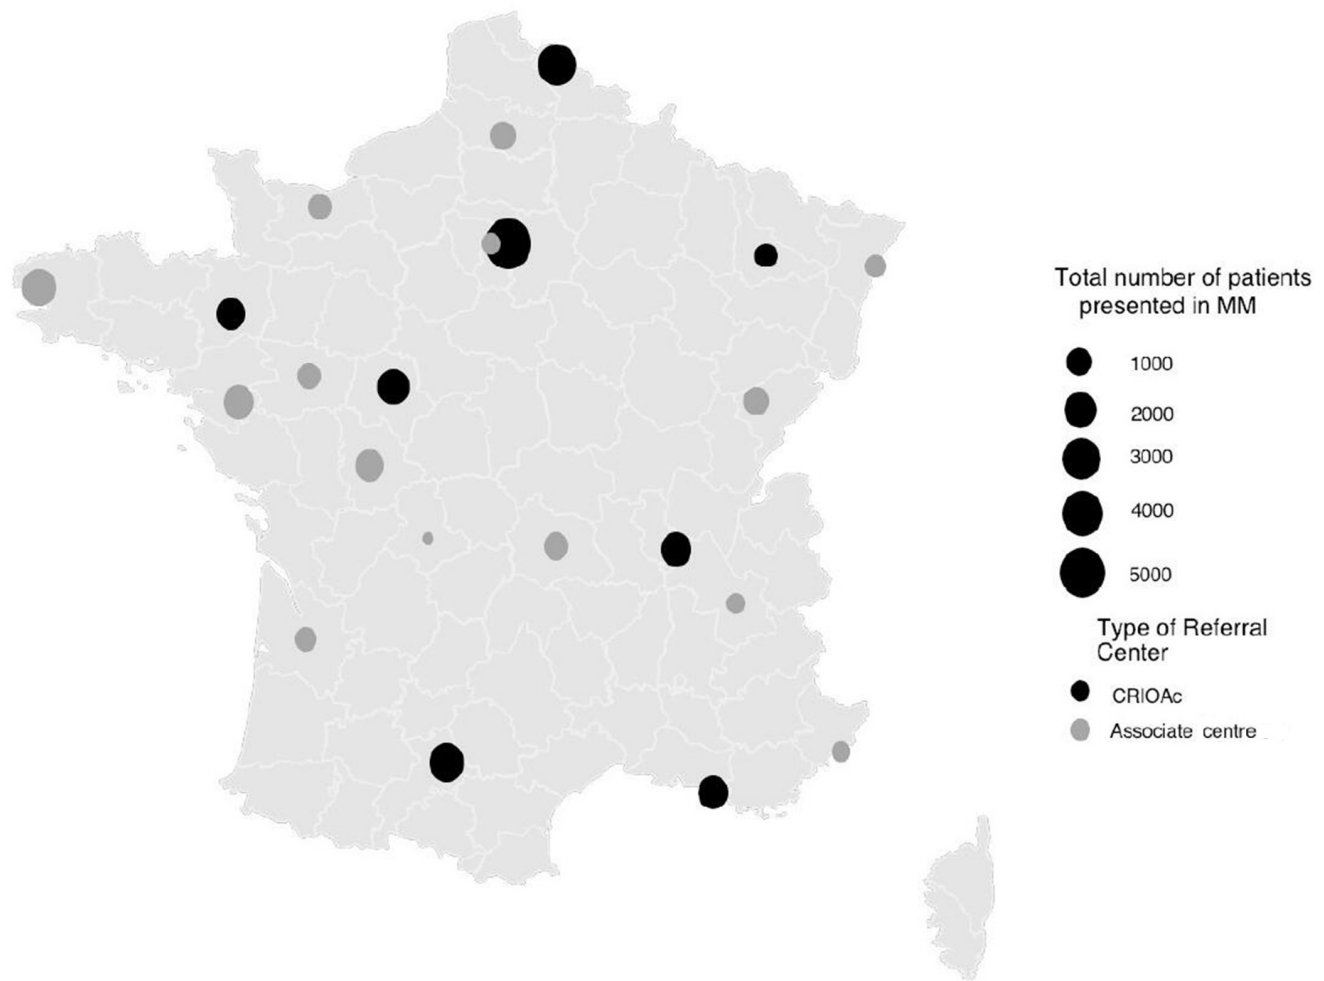 Total number of patients
presented in MM
1000
2000
3000
4000
5000
Type of Referral
Center
CRIOAc
Associate centre